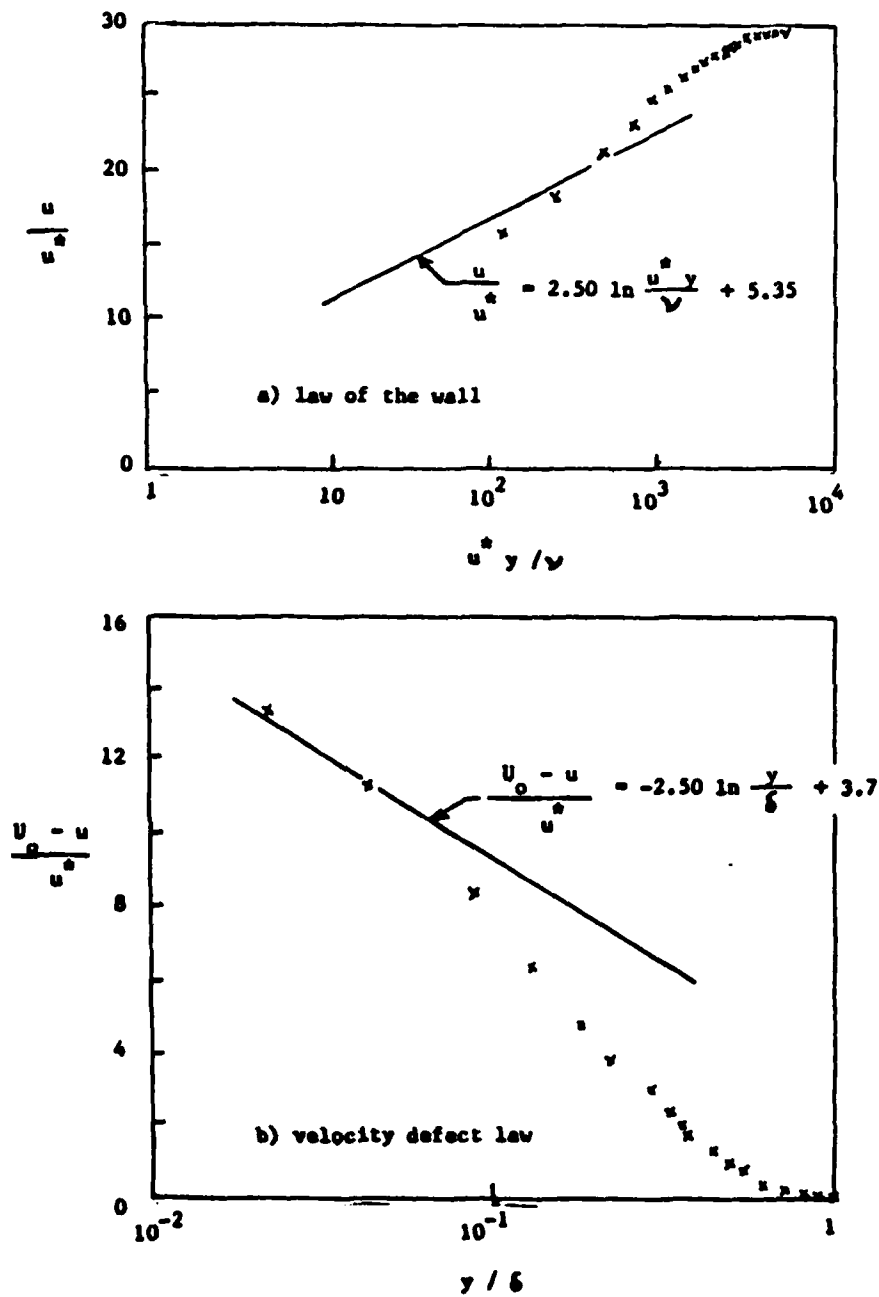 30
20
10
0
u
u*
u/u* = 2.50 ln u* y/ν + 5.35
a) law of the wall
1 10 10² 10³ 10⁴
u* y /ν
16
12
8
4
0
U₀ - u
u*
U₀ - u/u* = -2.50 ln y/δ + 3.7
b) velocity defect law
10⁻² 10⁻¹ 1
y / δ